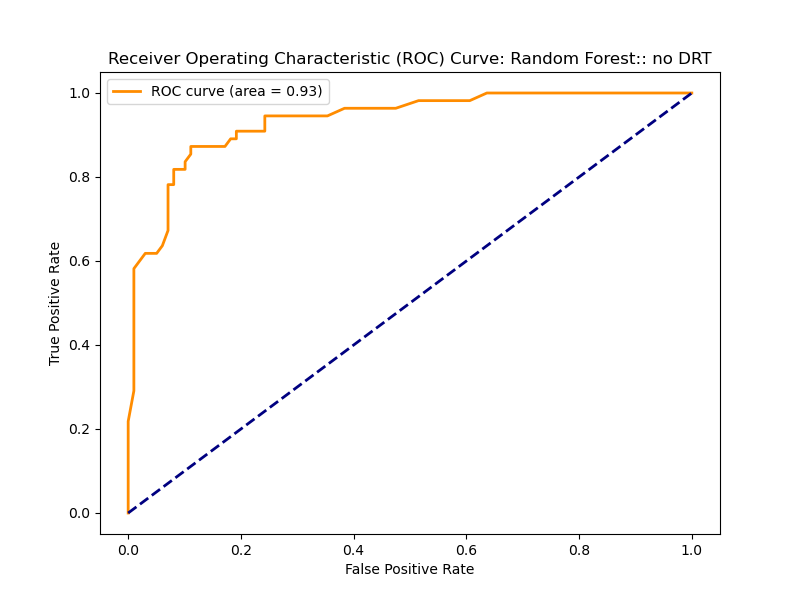 Receiver Operating Characteristic (ROC) Curve: Random Forest:: no DRT
ROC curve (area = 0.93)
1.0
0.8
0.6
0.4
0.2
0.0
True Positive Rate
0.0 0.2 0.4 0.6 0.8 1.0
False Positive Rate